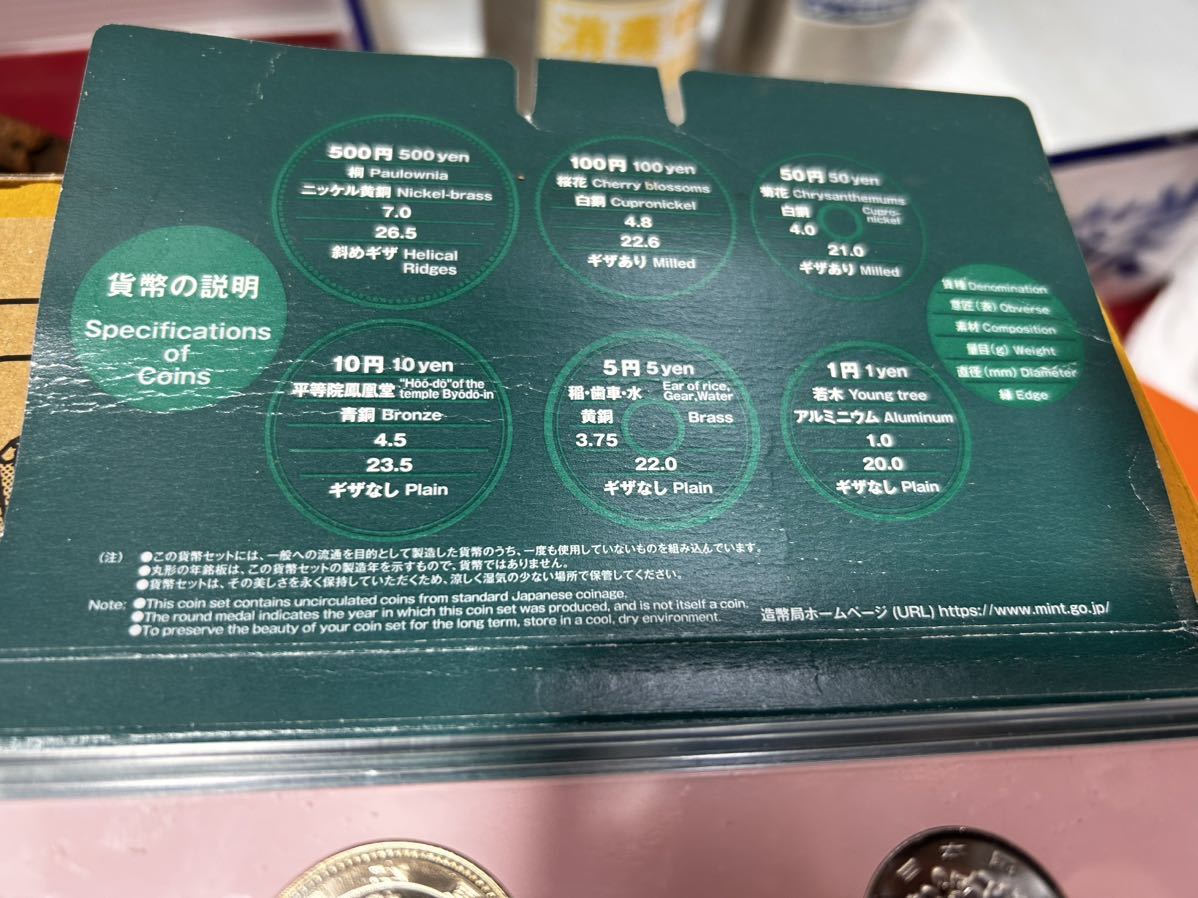 貨幣の説明
Specifications
of
Coins
500円 500yen
桐 Paulownia
ニッケル黄銅 Nickel-brass
7.0
26.5
斜めギザ Helical
Ridges
100円 100yen
桜花 Cherry blossoms
白銅 Cupronickel
4.8
22.6
ギザあり Milled
50円 50yen
菊花 Chrysanthemums
白銅 Cupro-
nickel
4.0
21.0
ギザあり Milled
貨種 Denomination
意匠(表) Obverse
素材 Composition
量目(g) Weight
直径(mm) Diameter
縁 Edge
10円 10yen
平等院鳳凰堂 "Hōō-dō" of the
temple Byōdō-in
青銅 Bronze
4.5
23.5
ギザなし Plain
5円 5yen
稲・歯車・水 Ear of rice,
Gear, Water
黄銅 Brass
3.75
22.0
ギザなし Plain
1円 1yen
若木 Young tree
アルミニウム Aluminum
1.0
20.0
ギザなし Plain
(注) ●この貨幣セットには、一般への流通を目的として製造した貨幣のうち、一度も使用していないものを組み込んでいます。
●丸形の年銘板は、この貨幣セットの製造年を示すもので、貨幣ではありません。
●貨幣セットは、その美しさを永く保持していただくため、涼しく湿気の少ない場所で保管してください。
Note: ●This coin set contains uncirculated coins from standard Japanese coinage.
●The round medal indicates the year in which this coin set was produced, and is not itself a coin.
●To preserve the beauty of your coin set for the long term, store in a cool, dry environment.
造幣局ホームページ (URL) https://www.mint.go.jp/
日本国